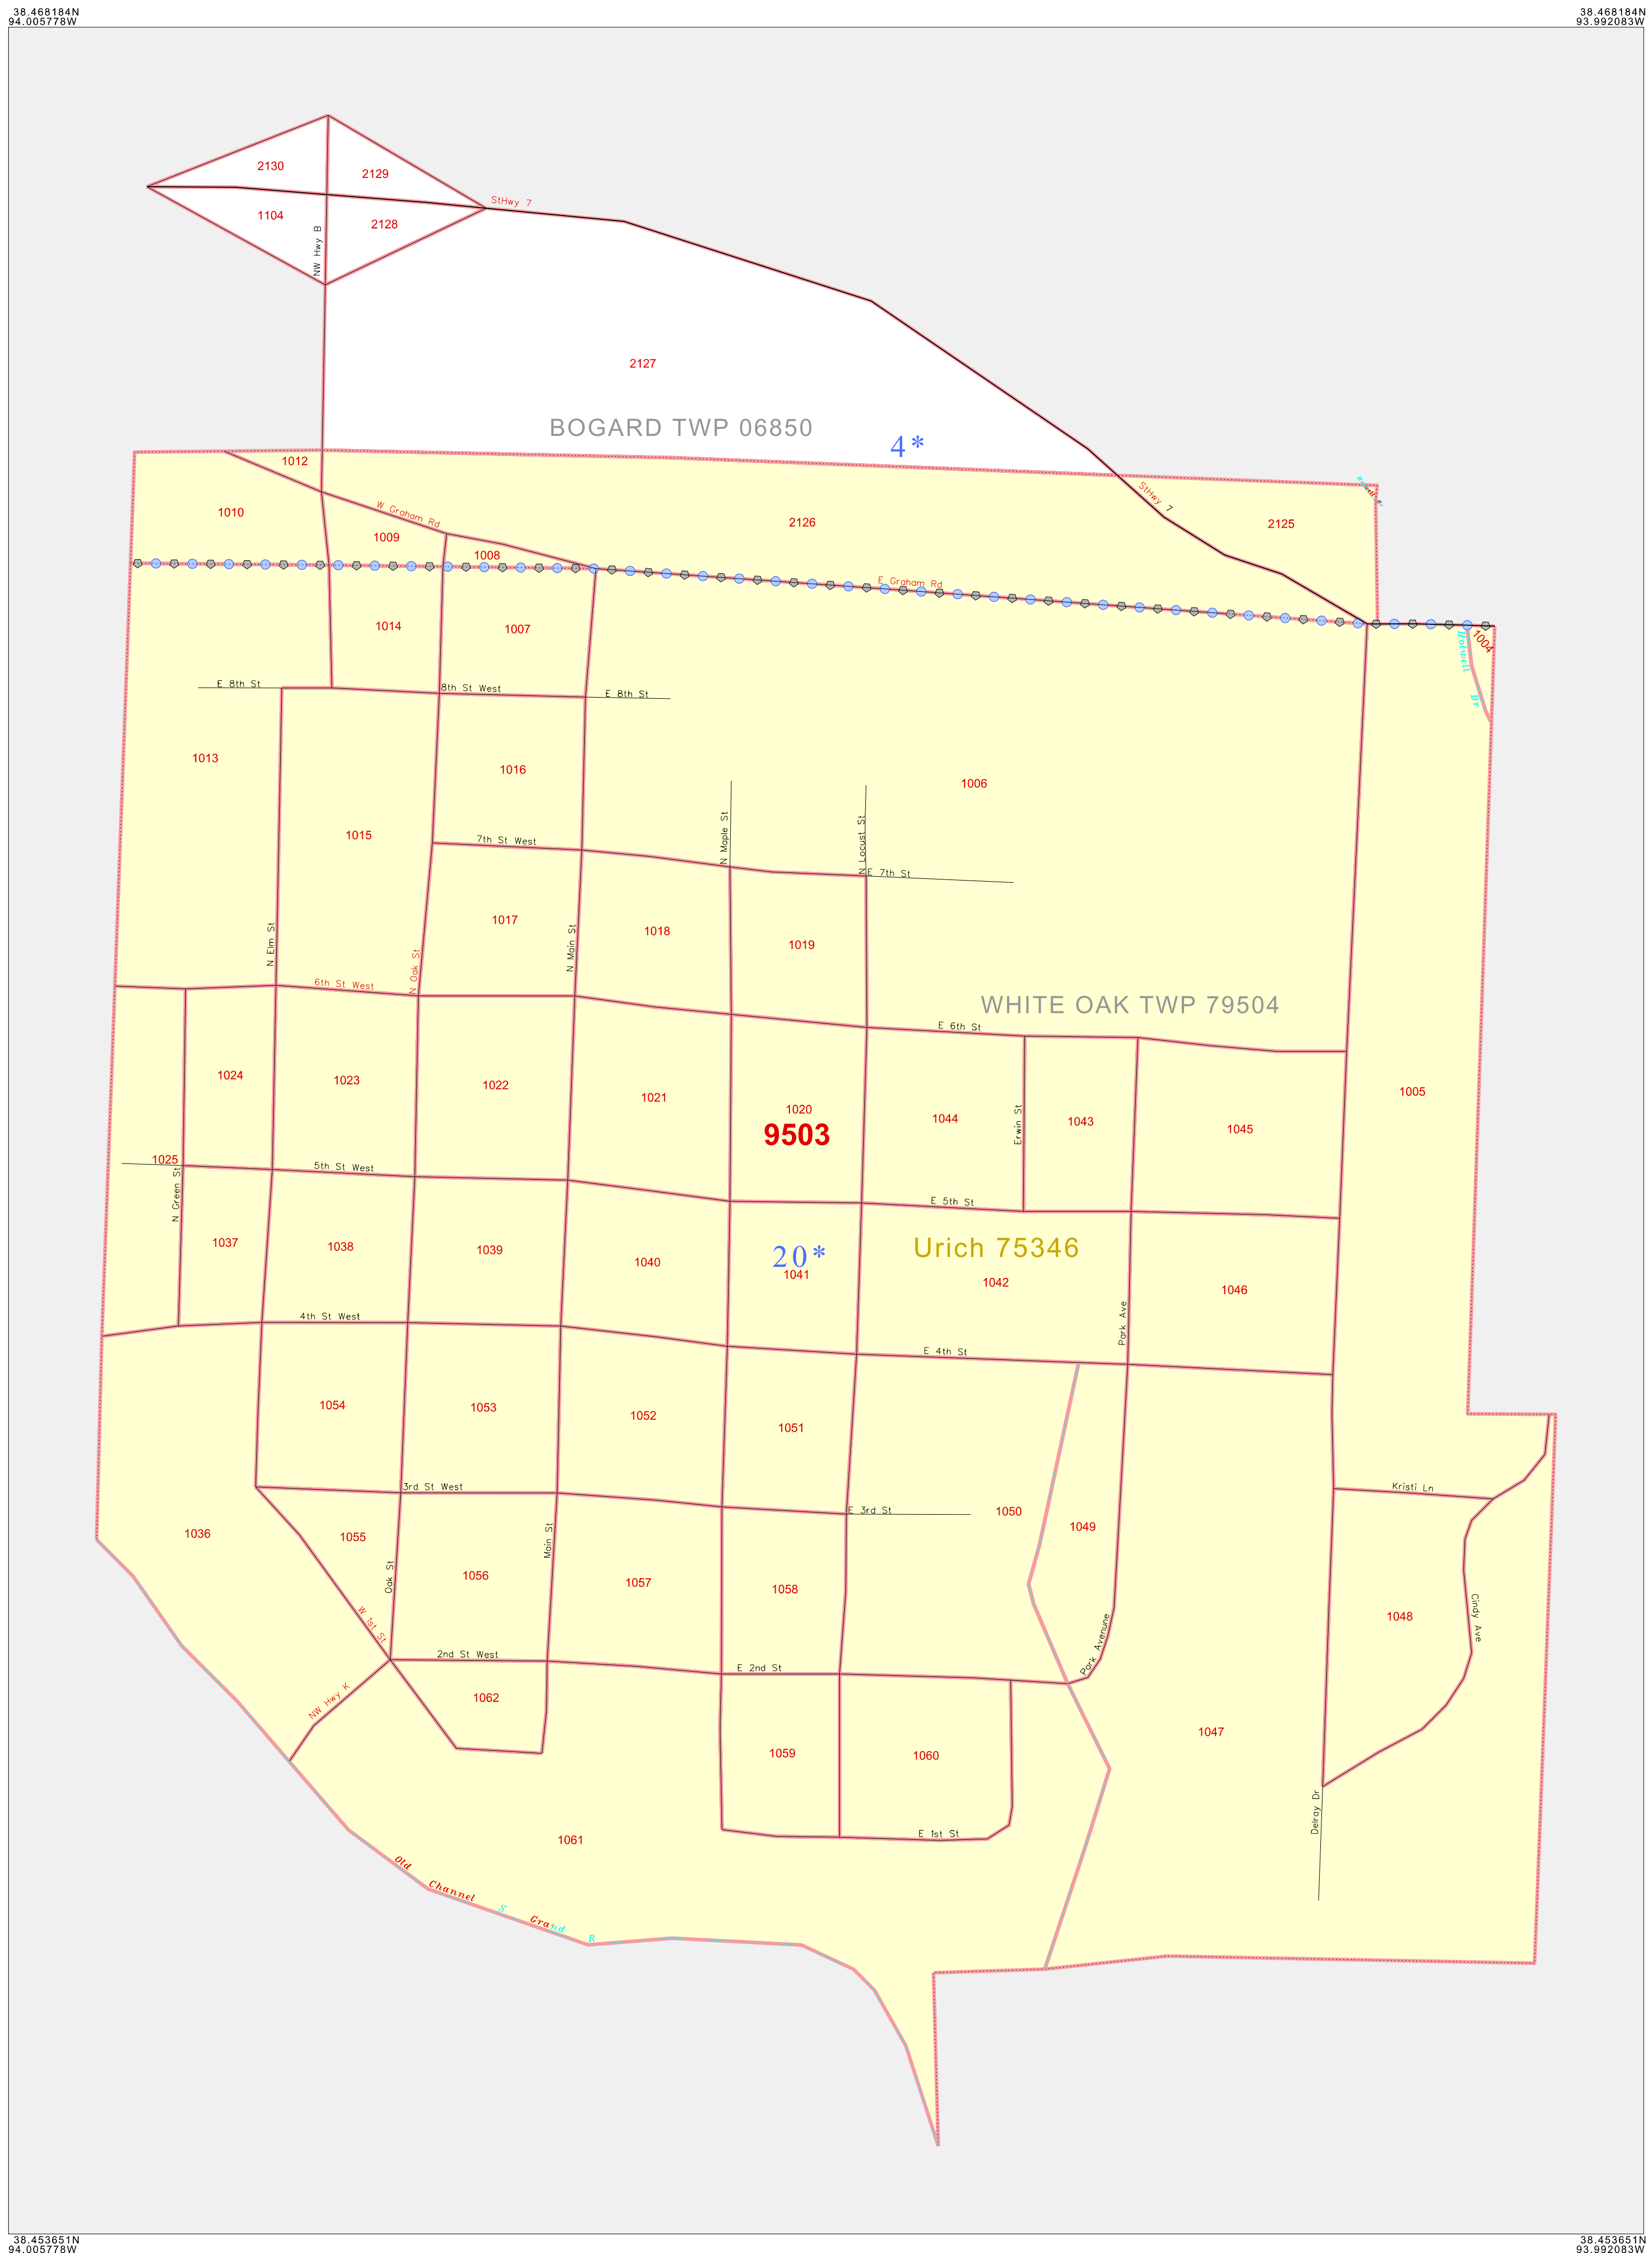 38.468184N
94.005778W
38.468184N
93.992083W
2130
2129
StHwy 7
1104
2128
NW Hwy B
2127
BOGARD TWP 06850
4*
1012
StHwy 7
W Graham Rd
1010
1009
2126
2125
1008
E Graham Rd
1014
1007
1004
Hotwell Br
E 8th St
8th St West
E 8th St
1013
1016
1006
1015
7th St West
N Maple St
N Locust St
E 7th St
1017
1018
1019
N Elm St
N Oak St
N Main St
6th St West
WHITE OAK TWP 79504
E 6th St
1024
1023
1022
1021
1020
9503
1044
Erwin St
1043
1045
1005
1025
5th St West
N Green St
E 5th St
1037
1038
1039
1040
20*
1041
Urich 75346
1042
1046
4th St West
Park Ave
E 4th St
1054
1053
1052
1051
3rd St West
E 3rd St
Kristi Ln
1036
1055
Oak St
Main St
1050
1049
1056
1057
1058
1048
Cindy Ave
W 1st St
Park Avenune
2nd St West
E 2nd St
NW Hwy K
1062
1059
1060
1047
Delray Dr
1061
E 1st St
Old Channel S Grand R
38.453651N
94.005778W
38.453651N
93.992083W